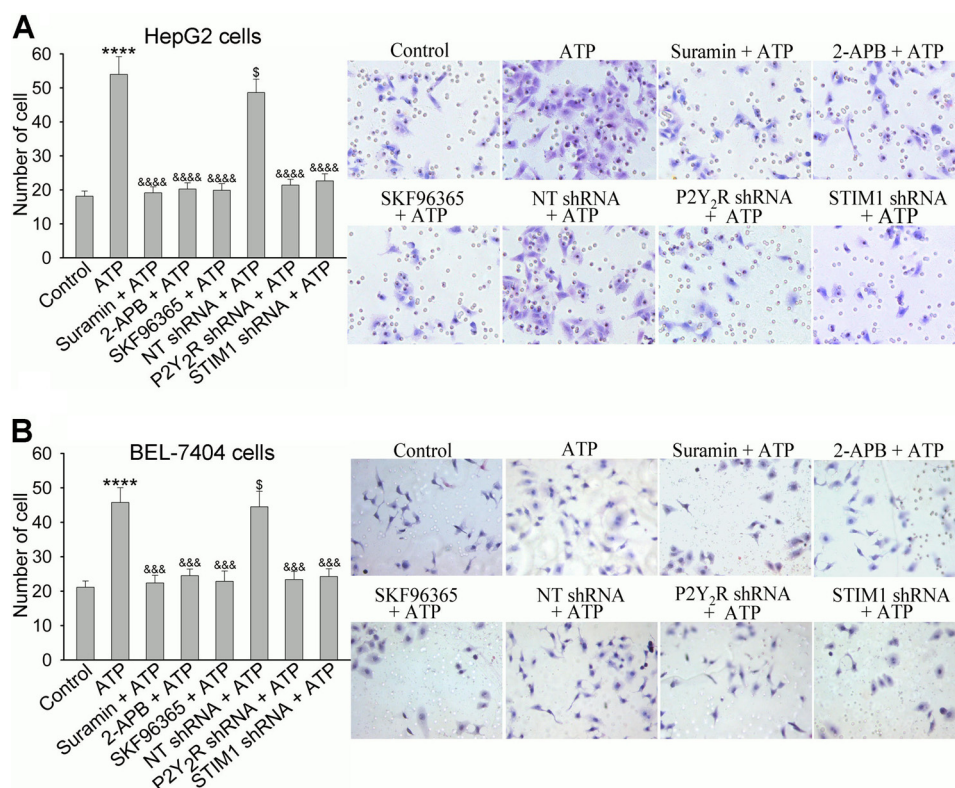 A
HepG2 cells
Number of cell
60
50
40
30
20
10
0
****
&&&&
&&&&
&&&&
$
&&&&
&&&&
Control
ATP
Suramin + ATP
2-APB + ATP
SKF96365 + ATP
NT shRNA + ATP
P2Y₂R shRNA + ATP
STIM1 shRNA + ATP
Control
ATP
Suramin + ATP
2-APB + ATP
SKF96365
+ ATP
NT shRNA
+ ATP
P2Y₂R shRNA
+ ATP
STIM1 shRNA
+ ATP
B
BEL-7404 cells
Number of cell
60
50
40
30
20
10
0
****
&&&
&&&
&&&
$
&&&
&&&
Control
ATP
Suramin + ATP
2-APB + ATP
SKF96365 + ATP
NT shRNA + ATP
P2Y₂R shRNA + ATP
STIM1 shRNA + ATP
Control
ATP
Suramin + ATP
2-APB + ATP
SKF96365
+ ATP
NT shRNA
+ ATP
P2Y₂R shRNA
+ ATP
STIM1 shRNA
+ ATP